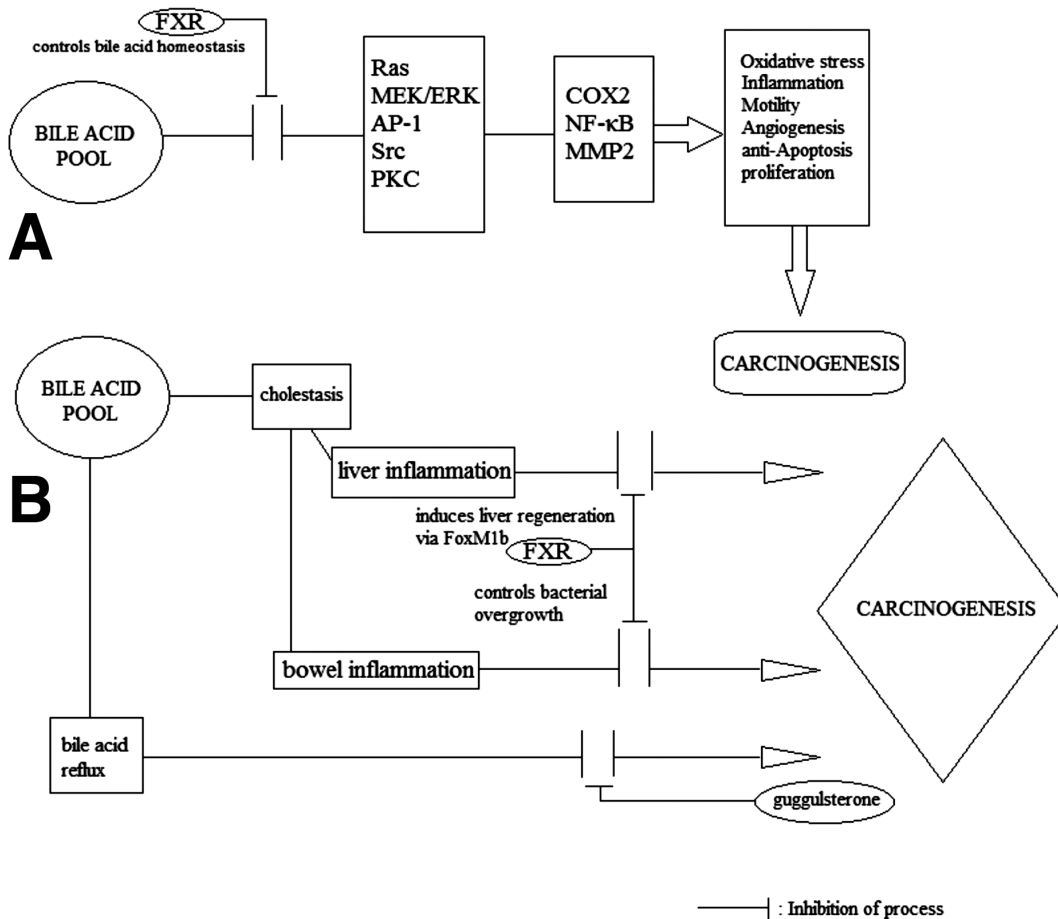 FXR
controls bile acid homeostasis
BILE ACID
POOL
Ras
MEK/ERK
AP-1
Src
PKC
COX2
NF-κB
MMP2
Oxidative stress
Inflammation
Motility
Angiogenesis
anti-Apoptosis
proliferation
A
CARCINOGENESIS
BILE ACID
POOL
cholestasis
liver inflammation
B
induces liver regeneration
via FoxM1b
FXR
controls bacterial
overgrowth
CARCINOGENESIS
bowel inflammation
bile acid
reflux
guggulsterone
: Inhibition of process